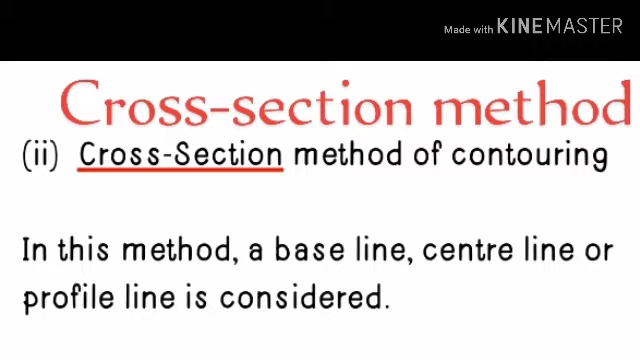 Made with KINEMASTER
Cross-section method
(ii) Cross-Section method of contouring
In this method, a base line, centre line or
profile line is considered.